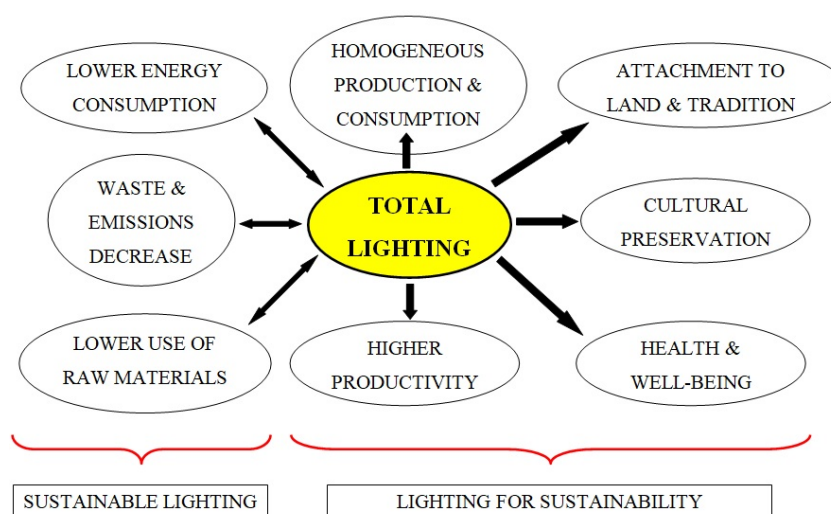 LOWER ENERGY
CONSUMPTION
HOMOGENEOUS
PRODUCTION &
CONSUMPTION
ATTACHMENT TO
LAND & TRADITION
WASTE &
EMISSIONS
DECREASE
TOTAL
LIGHTING
CULTURAL
PRESERVATION
LOWER USE OF
RAW MATERIALS
HIGHER
PRODUCTIVITY
HEALTH &
WELL-BEING
SUSTAINABLE LIGHTING
LIGHTING FOR SUSTAINABILITY